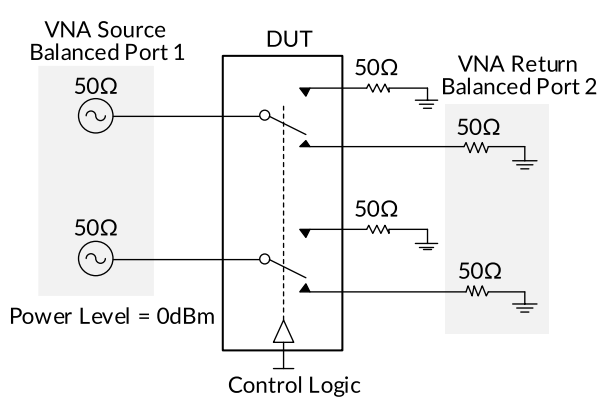 VNA Source
Balanced Port 1
DUT
50Ω
VNA Return
Balanced Port 2
50Ω
50Ω
50Ω
50Ω
50Ω
Power Level = 0dBm
Control Logic